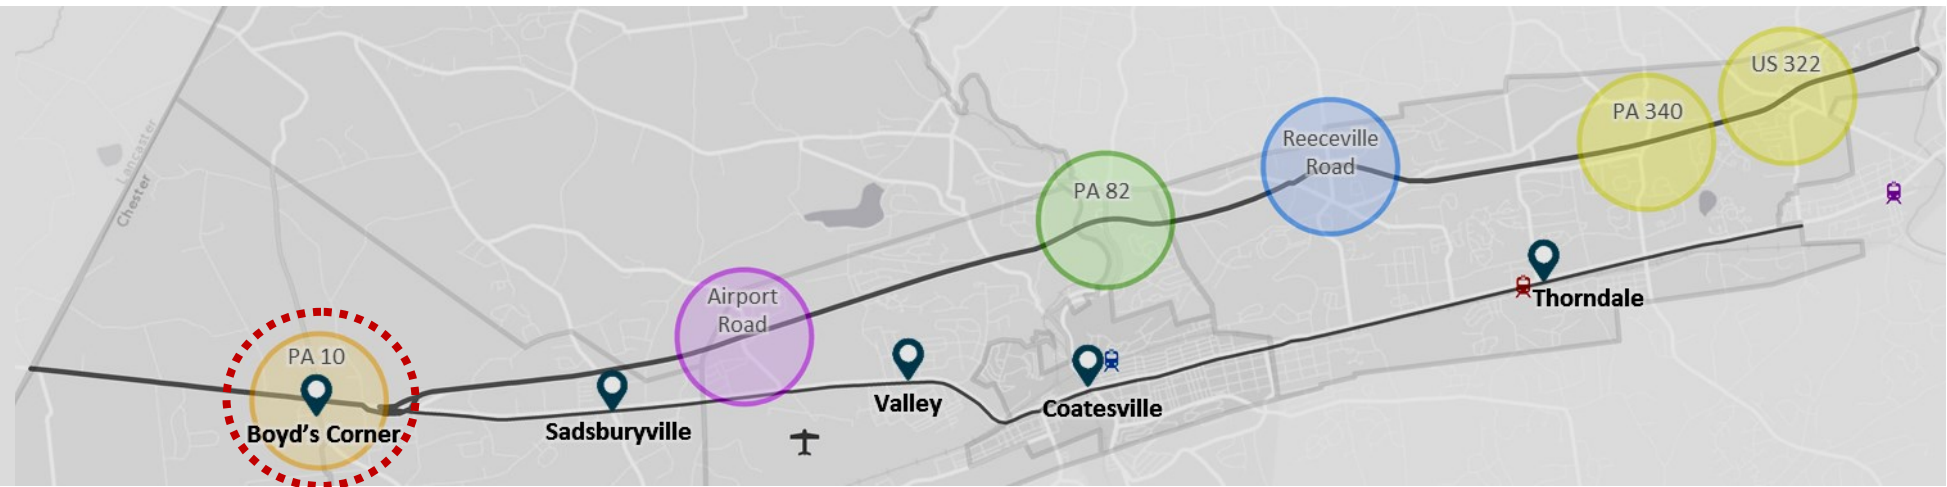 Lancaster
Chester
PA 10
Boyd's Corner
Sadsburyville
Airport
Road
Valley
PA 82
Coatesville
Reeceville
Road
Thorndale
PA 340
US 322